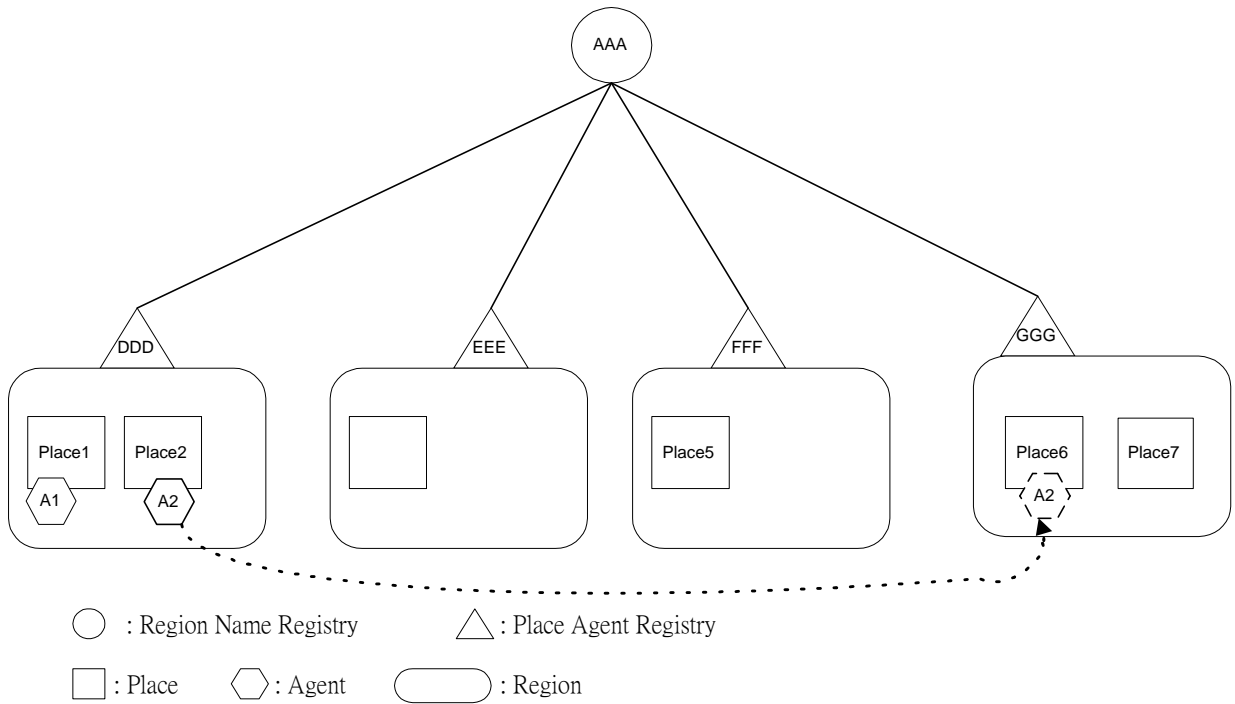 AAA
DDD
EEE
FFF
GGG
Place1
Place2
Place5
Place6
Place7
A1
A2
A2
: Region Name Registry
: Place Agent Registry
: Place
: Agent
: Region